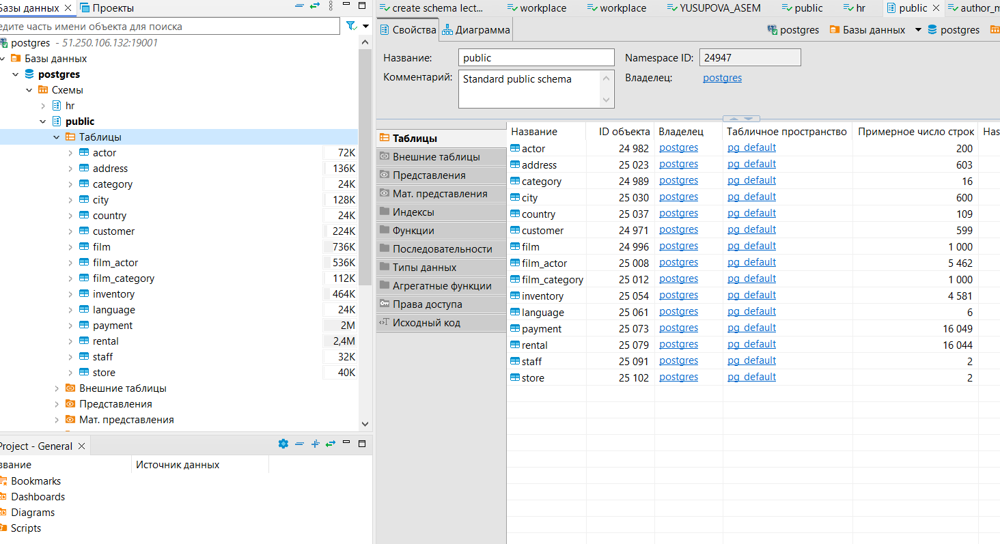 Базы данных Проекты
postgres - 51.250.106.132:19001
Базы данных
postgres
Схемы
hr
public
Таблицы
actor 72K
address 136K
category 24K
city 128K
country 24K
customer 224K
film 736K
film_actor 536K
film_category 112K
inventory 464K
language 24K
payment 2M
rental 2,4M
staff 32K
store 40K
Внешние таблицы
Представления
Мат. представления
Project - General
Источник данных
Bookmarks
Dashboards
Diagrams
Scripts
create schema lect... workplace workplace YUSUPOVA_ASEM public hr public author_m
Свойства Диаграмма postgres Базы данных postgres
Название: public Namespace ID: 24947
Комментарий: Standard public schema Владелец: postgres
Таблицы
Внешние таблицы
Представления
Мат. представления
Индексы
Функции
Последовательности
Типы данных
Агрегатные функции
Права доступа
Исходный код
Название ID объекта Владелец Табличное пространство Примерное число строк Наз
actor 24 982 postgres pg_default 200
address 25 023 postgres pg_default 603
category 24 989 postgres pg_default 16
city 25 030 postgres pg_default 600
country 25 037 postgres pg_default 109
customer 24 971 postgres pg_default 599
film 24 996 postgres pg_default 1 000
film_actor 25 008 postgres pg_default 5 462
film_category 25 012 postgres pg_default 1 000
inventory 25 054 postgres pg_default 4 581
language 25 061 postgres pg_default 6
payment 25 073 postgres pg_default 16 049
rental 25 079 postgres pg_default 16 044
staff 25 091 postgres pg_default 2
store 25 102 postgres pg_default 2